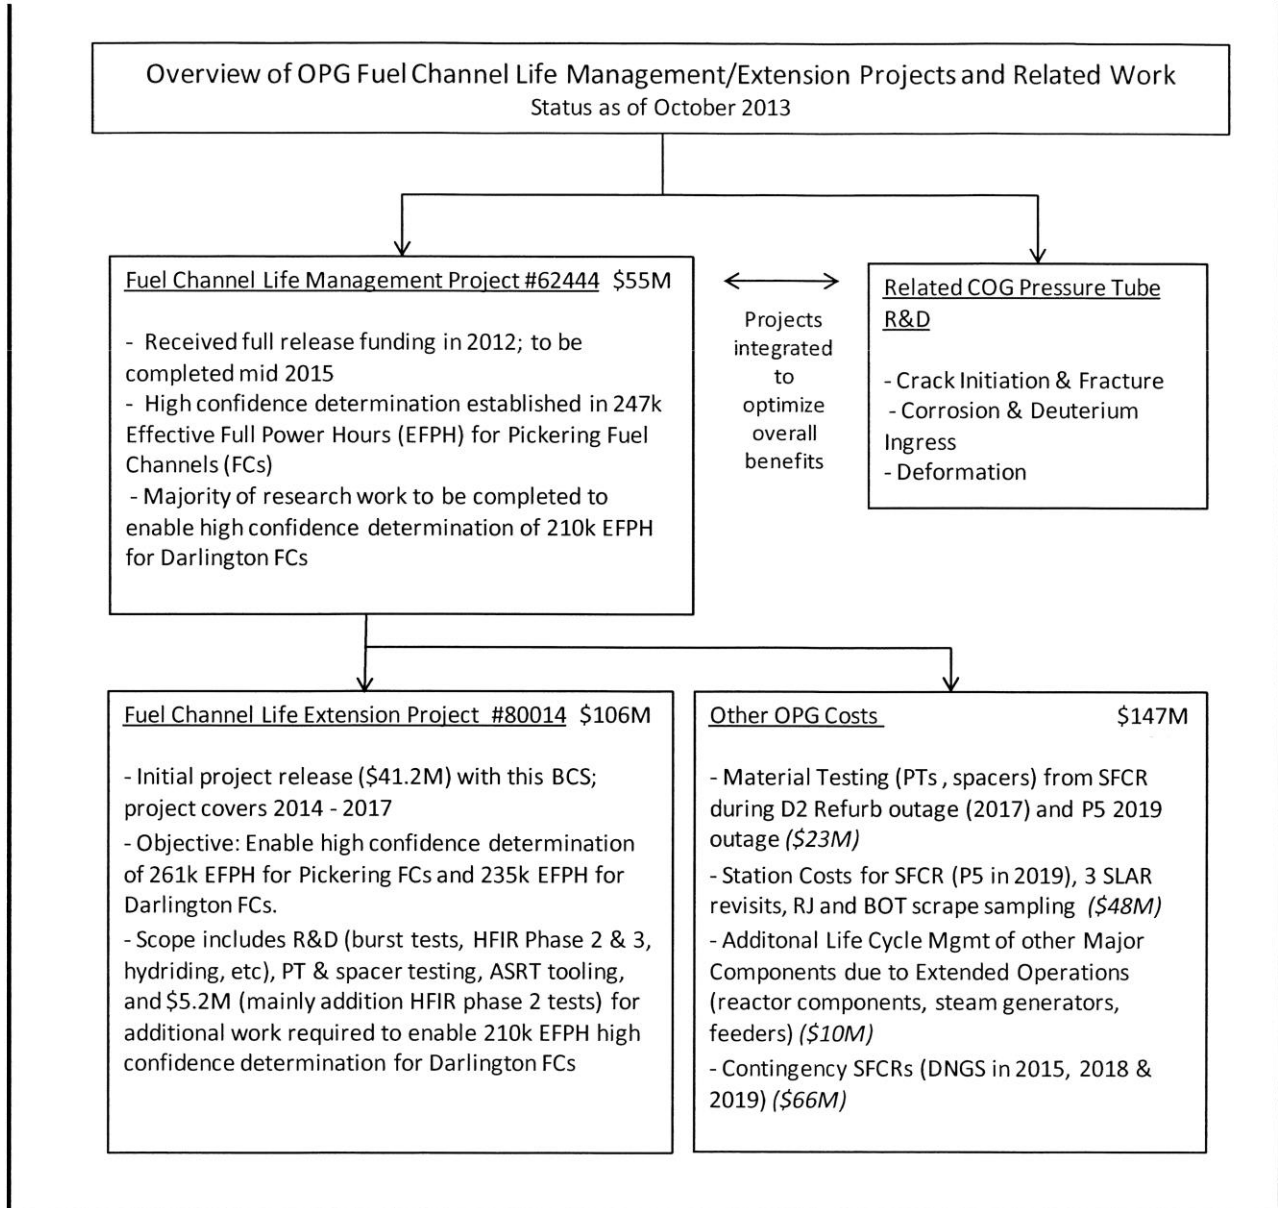 Overview of OPG Fuel Channel Life Management/Extension Projects and Related Work
Status as of October 2013
Fuel Channel Life Management Project #62444 $55M
- Received full release funding in 2012; to be
completed mid 2015
- High confidence determination established in 247k
Effective Full Power Hours (EFPH) for Pickering Fuel
Channels (FCs)
- Majority of research work to be completed to
enable high confidence determination of 210k EFPH
for Darlington FCs
Projects
integrated
to
optimize
overall
benefits
Related COG Pressure Tube
R&D
- Crack Initiation & Fracture
- Corrosion & Deuterium
Ingress
- Deformation
Fuel Channel Life Extension Project #80014 $106M
- Initial project release ($41.2M) with this BCS;
project covers 2014 - 2017
- Objective: Enable high confidence determination
of 261k EFPH for Pickering FCs and 235k EFPH for
Darlington FCs.
- Scope includes R&D (burst tests, HFIR Phase 2 & 3,
hydriding, etc), PT & spacer testing, ASRT tooling,
and $5.2M (mainly addition HFIR phase 2 tests) for
additional work required to enable 210k EFPH high
confidence determination for Darlington FCs
Other OPG Costs $147M
- Material Testing (PTs , spacers) from SFCR
during D2 Refurb outage (2017) and P5 2019
outage ($23M)
- Station Costs for SFCR (P5 in 2019), 3 SLAR
revisits, RJ and BOT scrape sampling ($48M)
- Additonal Life Cycle Mgmt of other Major
Components due to Extended Operations
(reactor components, steam generators,
feeders) ($10M)
- Contingency SFCRs (DNGS in 2015, 2018 &
2019) ($66M)